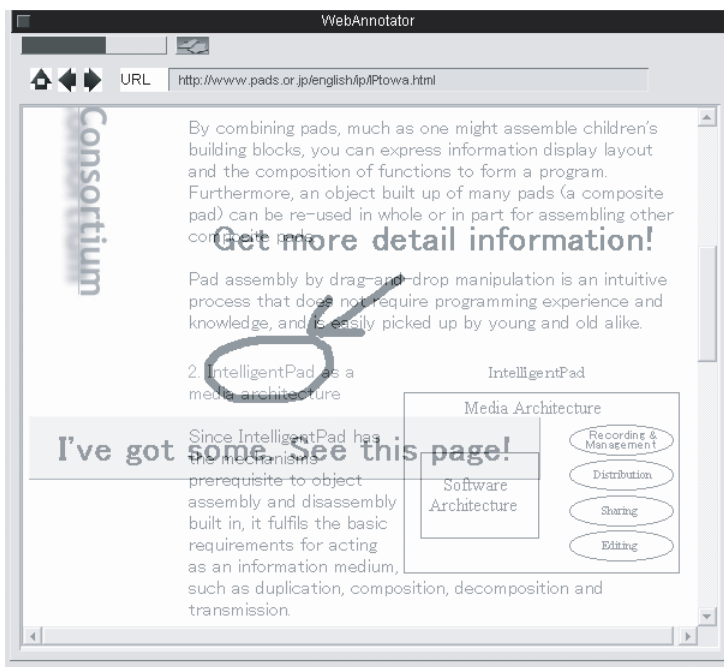 WebAnnotator
URL http://www.pads.or.jp/english/ip/IPtowa.html
Consortium
By combining pads, much as one might assemble children's
building blocks, you can express information display layout
and the composition of functions to form a program.
Furthermore, an object built up of many pads (a composite
pad) can be re-used in whole or in part for assembling other
composite pads.
Get more detail information!
Pad assembly by drag-and-drop manipulation is an intuitive
process that does not require programming experience and
knowledge, and is easily picked up by young and old alike.
2. IntelligentPad as a
media architecture
IntelligentPad
Media Architecture
Software
Architecture
Recording &
Management
Distribution
Sharing
Editing
I've got some. See this page!
Since IntelligentPad has
the mechanisms
prerequisite to object
assembly and disassembly
built in, it fulfils the basic
requirements for acting
as an information medium,
such as duplication, composition, decomposition and
transmission.